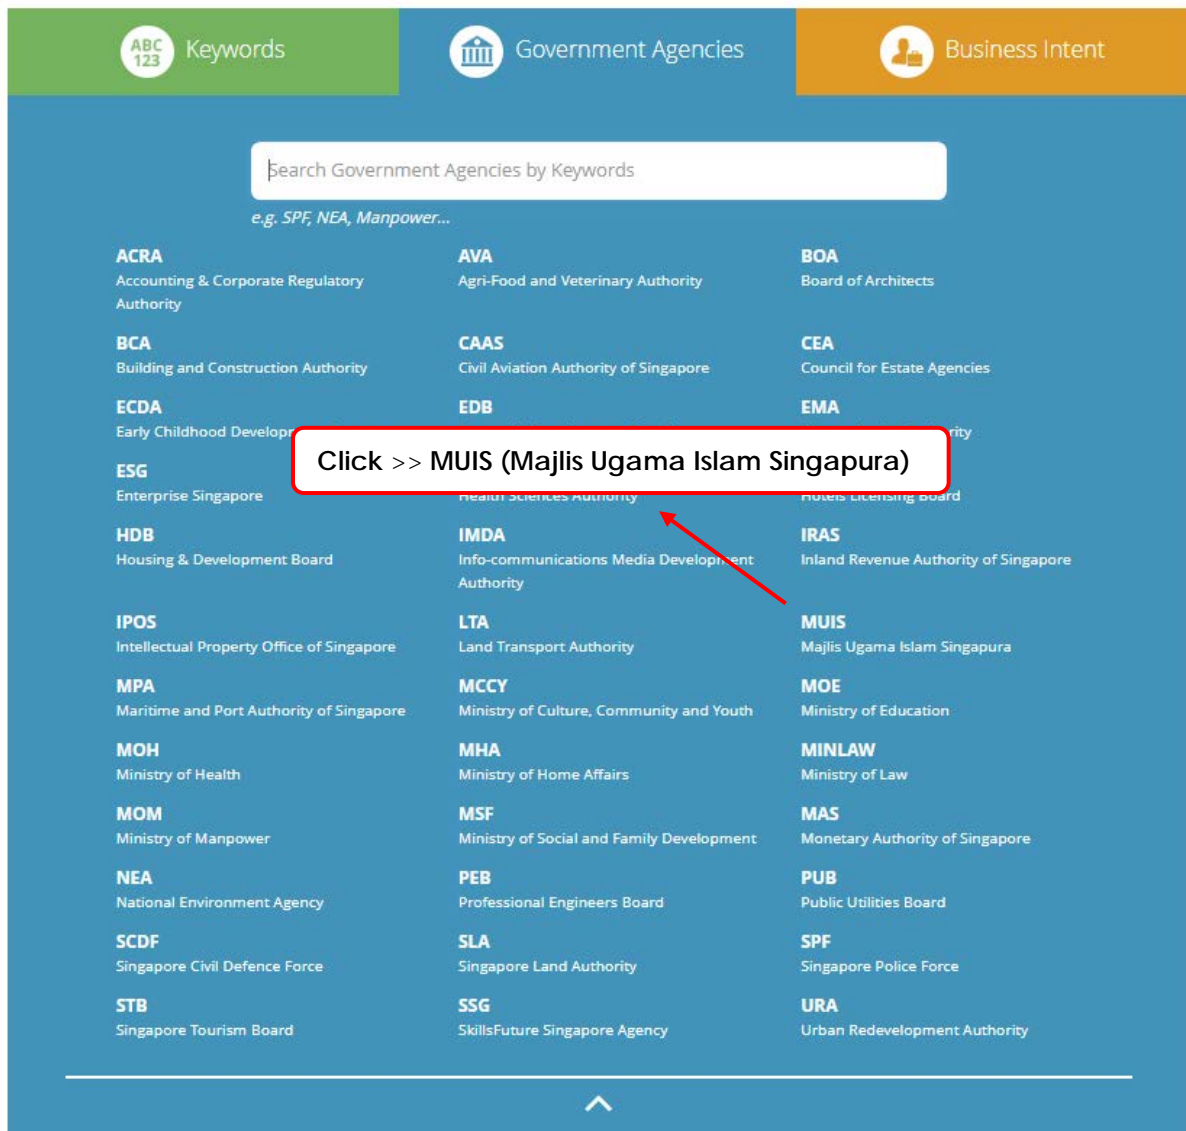 ABC
123
Keywords
Government Agencies
Business Intent
Search Government Agencies by Keywords
e.g. SPF, NEA, Manpower...
ACRA
Accounting & Corporate Regulatory
Authority
AVA
Agri-Food and Veterinary Authority
BOA
Board of Architects
BCA
Building and Construction Authority
CAAS
Civil Aviation Authority of Singapore
CEA
Council for Estate Agencies
ECDA
Early Childhood
EDB
EMA
Click >> MUIS (Majlis Ugama Islam Singapura)
ESG
Enterprise Singapore
Health Sciences Authority
Hotels Licensing Board
HDB
Housing & Development Board
IMDA
Info-communications Media Development
Authority
IRAS
Inland Revenue Authority of Singapore
IPOS
Intellectual Property Office of Singapore
LTA
Land Transport Authority
MUIS
Majlis Ugama Islam Singapura
MPA
Maritime and Port Authority of Singapore
MCCY
Ministry of Culture, Community and Youth
MOE
Ministry of Education
MOH
Ministry of Health
MHA
Ministry of Home Affairs
MINLAW
Ministry of Law
MOM
Ministry of Manpower
MSF
Ministry of Social and Family Development
MAS
Monetary Authority of Singapore
NEA
National Environment Agency
PEB
Professional Engineers Board
PUB
Public Utilities Board
SCDF
Singapore Civil Defence Force
SLA
Singapore Land Authority
SPF
Singapore Police Force
STB
Singapore Tourism Board
SSG
SkillsFuture Singapore Agency
URA
Urban Redevelopment Authority